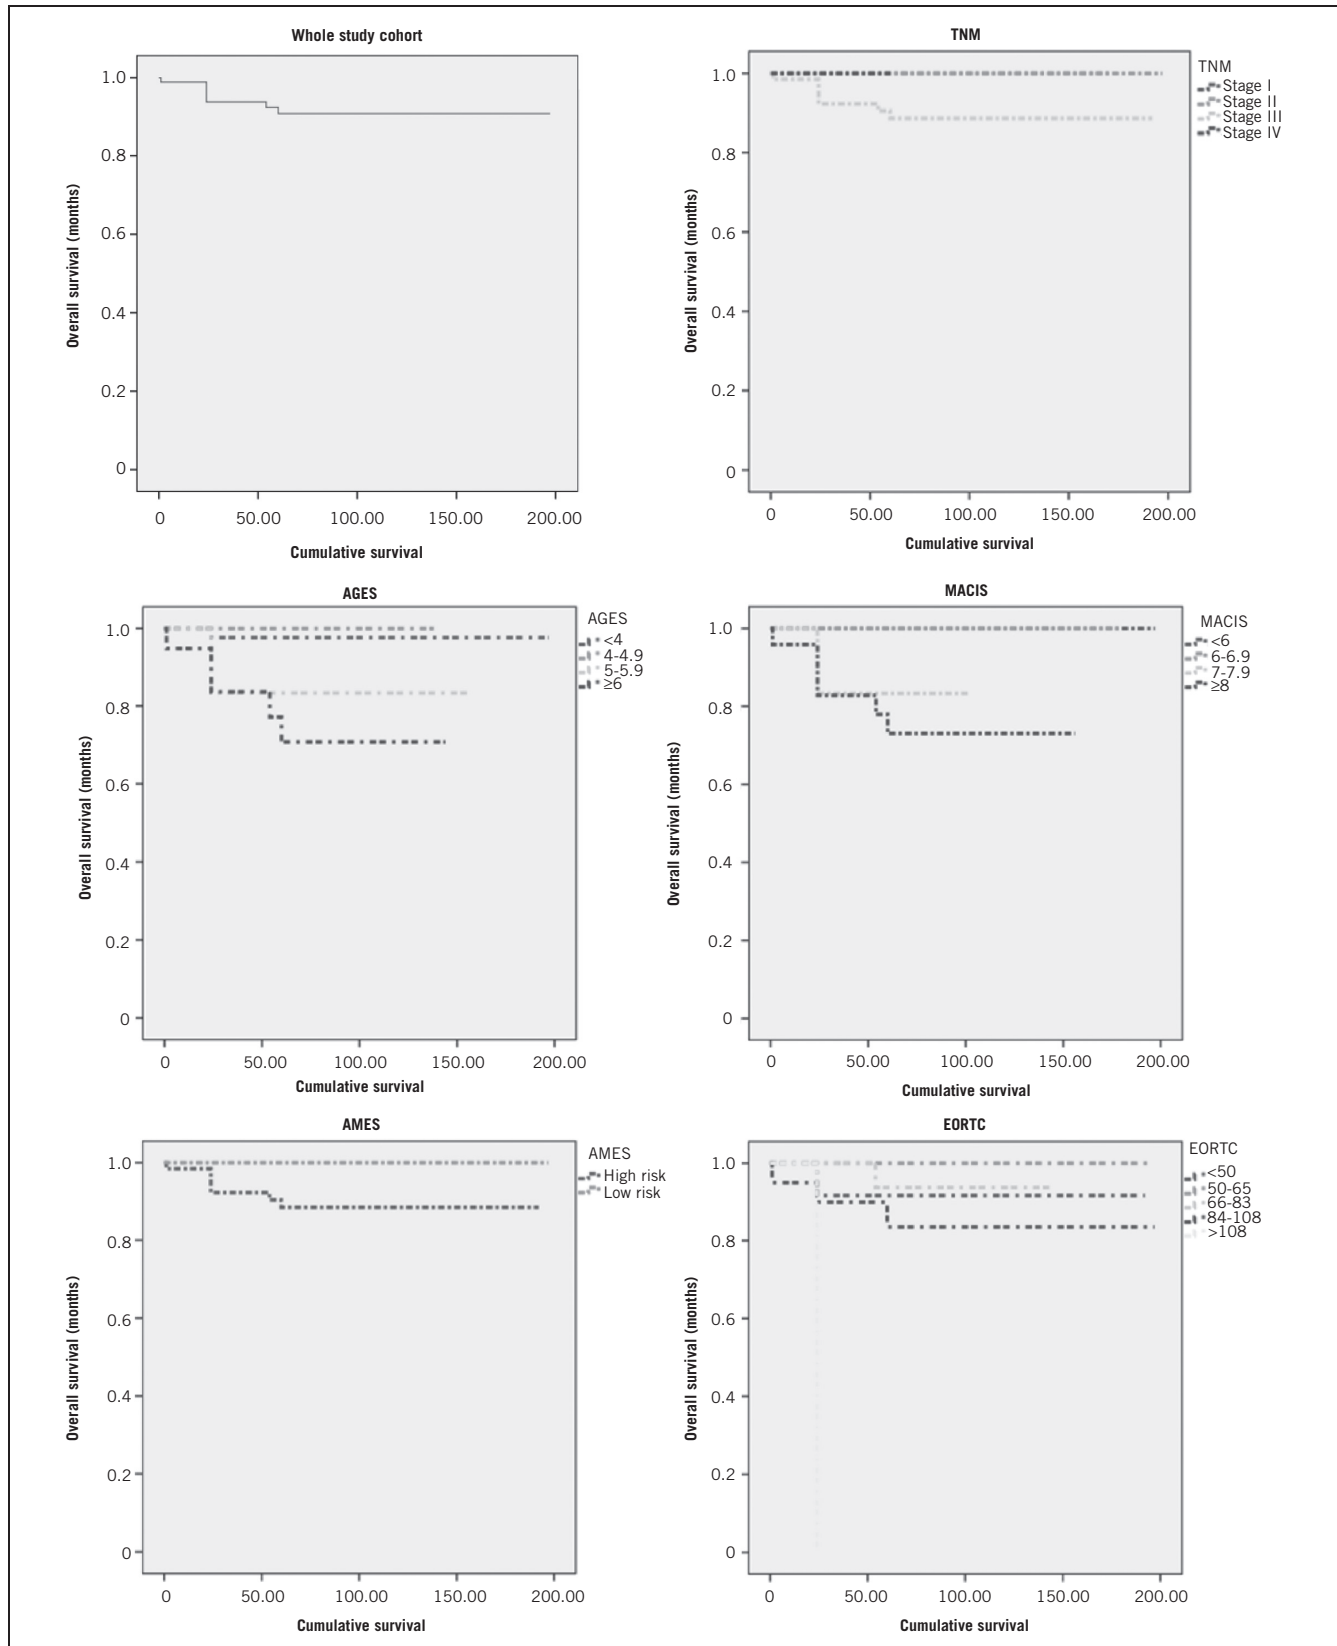 Whole study cohort
1.0
0.8
0.6
0.4
0.2
0
Overall survival (months)
0 50.00 100.00 150.00 200.00
Cumulative survival
TNM
1.0
0.8
0.6
0.4
0.2
0
Overall survival (months)
0 50.00 100.00 150.00 200.00
Cumulative survival
TNM
Stage I
Stage II
Stage III
Stage IV
AGES
1.0
0.8
0.6
0.4
0.2
0
Overall survival (months)
0 50.00 100.00 150.00 200.00
Cumulative survival
AGES
<4
4-4.9
5-5.9
≥6
MACIS
1.0
0.8
0.6
0.4
0.2
0
Overall survival (months)
0 50.00 100.00 150.00 200.00
Cumulative survival
MACIS
<6
6-6.9
7-7.9
≥8
AMES
1.0
0.8
0.6
0.4
0.2
0
Overall survival (months)
0 50.00 100.00 150.00 200.00
Cumulative survival
AMES
High risk
Low risk
EORTC
1.0
0.8
0.6
0.4
0.2
0
Overall survival (months)
0 50.00 100.00 150.00 200.00
Cumulative survival
EORTC
<50
50-65
66-83
84-108
>108